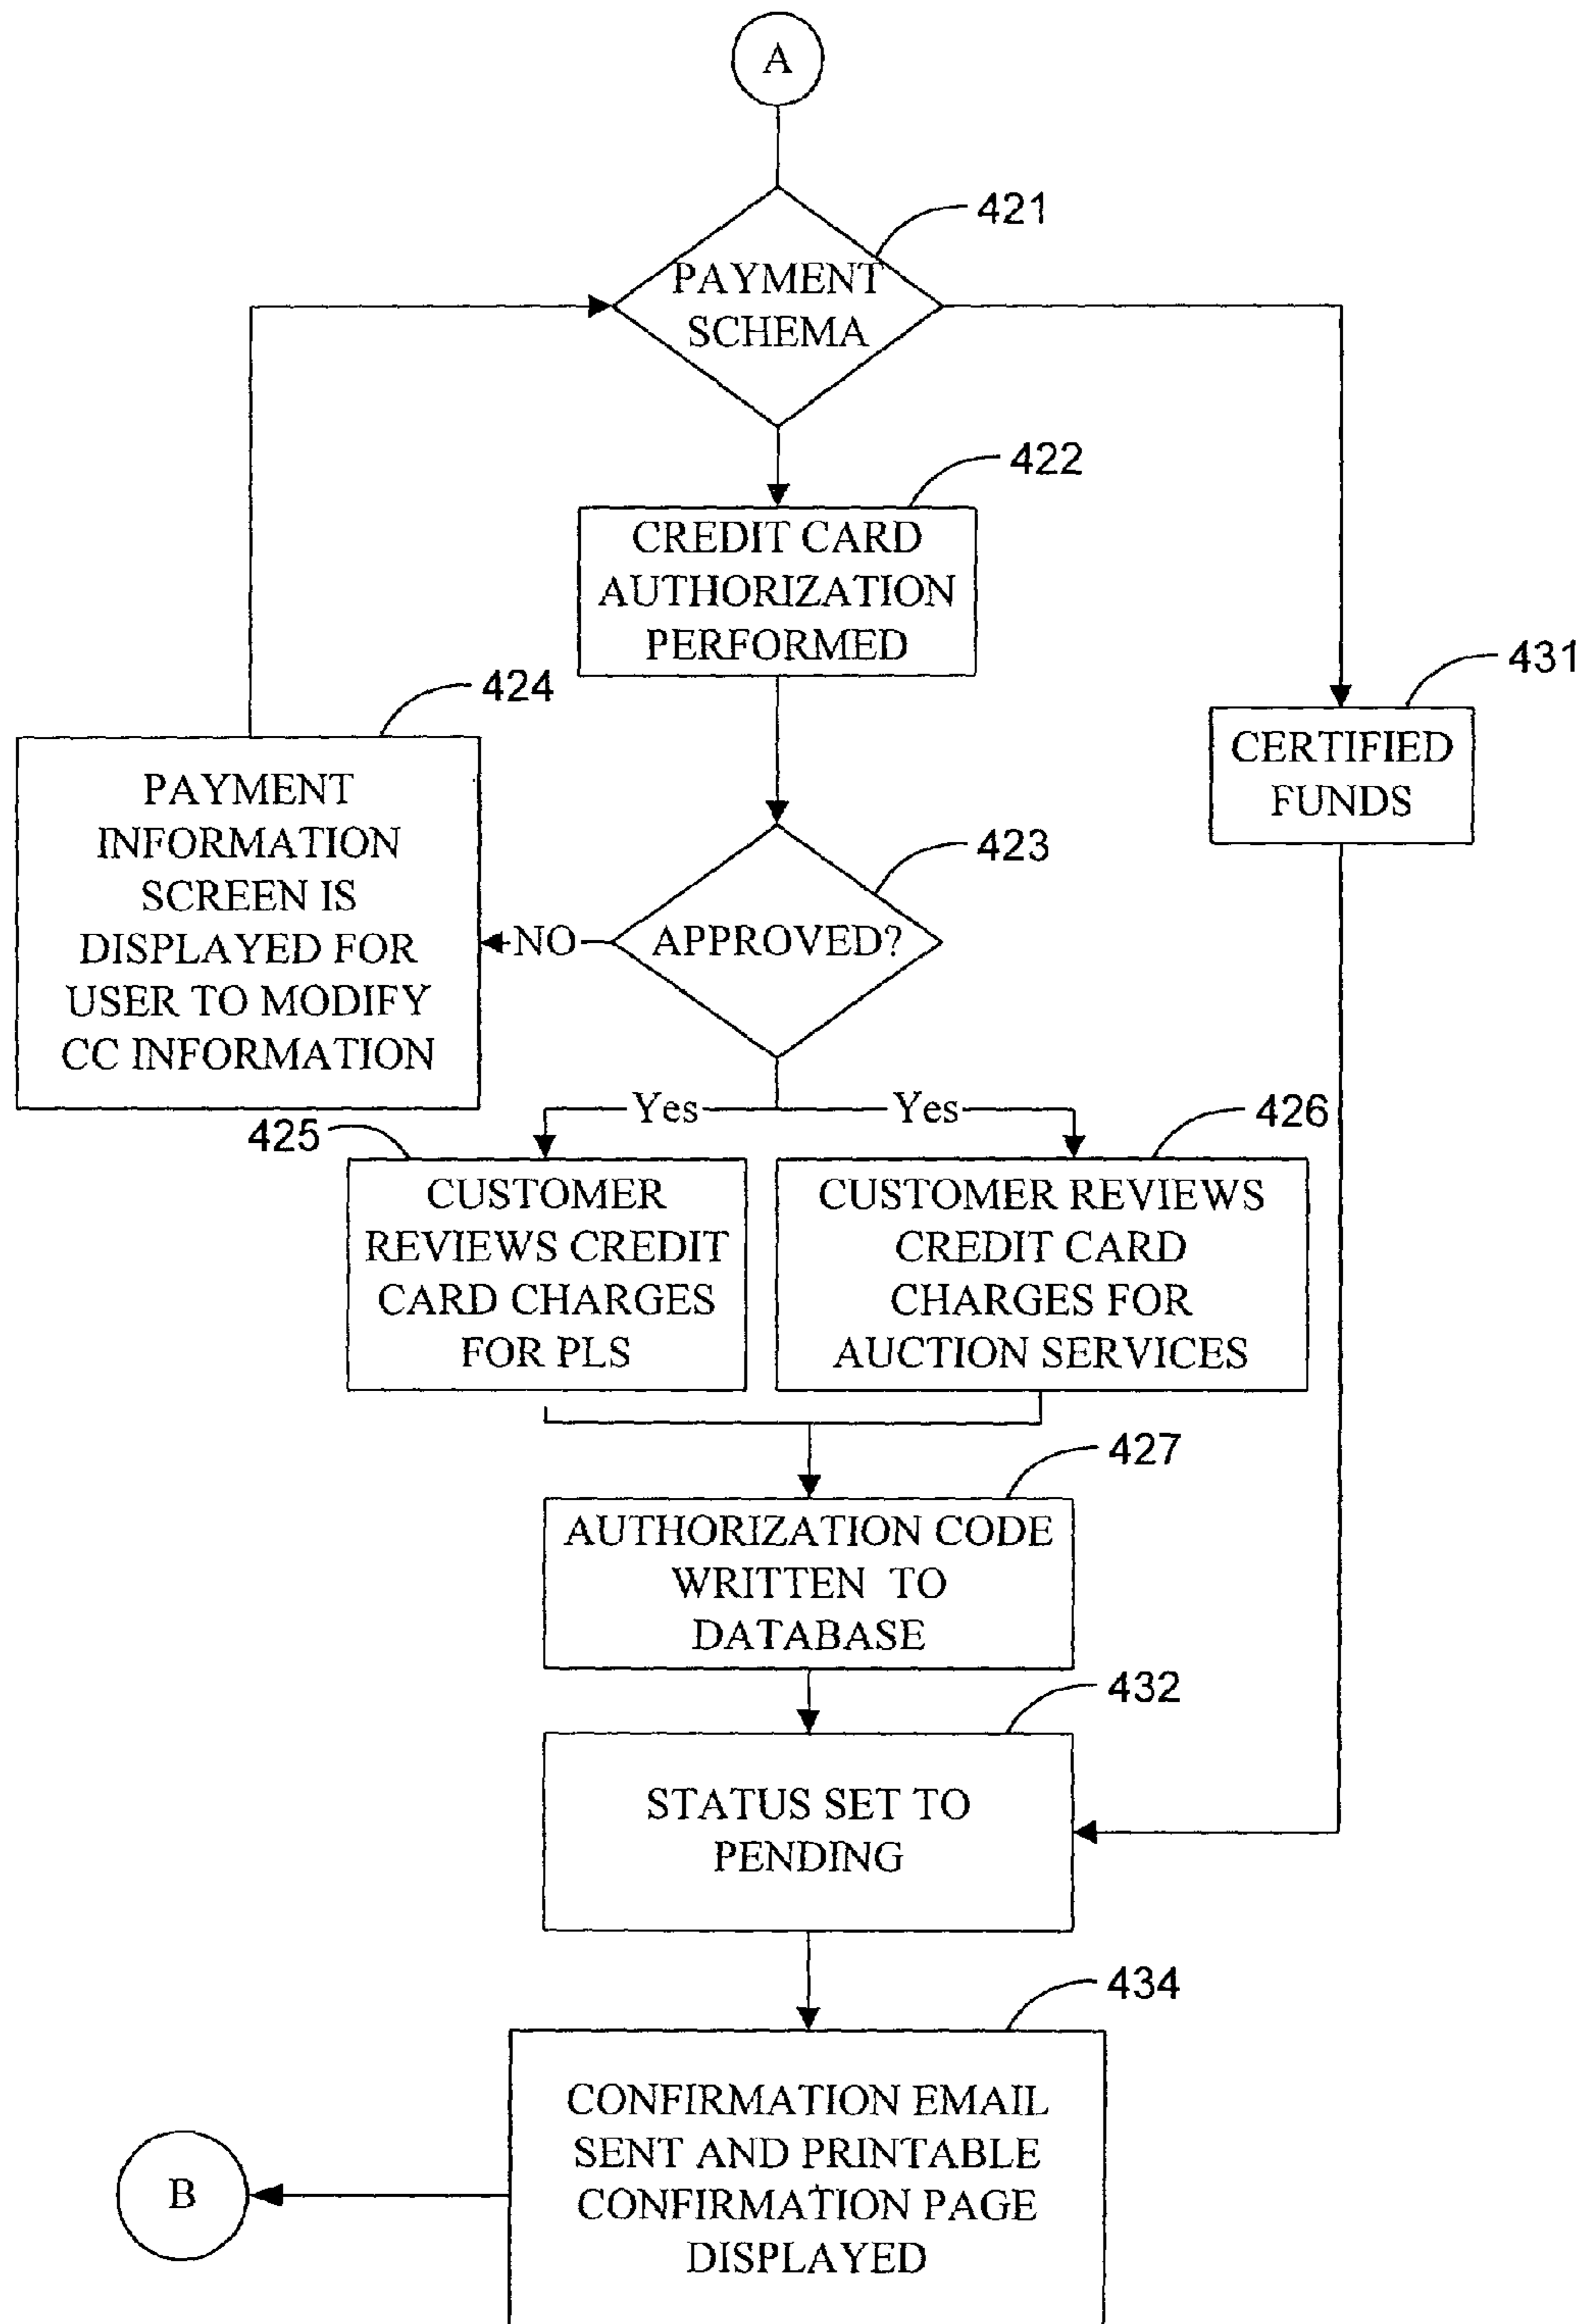 A
421
PAYMENT
SCHEMA
422
CREDIT CARD
AUTHORIZATION
PERFORMED
431
CERTIFIED
FUNDS
424
PAYMENT
INFORMATION
SCREEN IS
DISPLAYED FOR
USER TO MODIFY
CC INFORMATION
423
APPROVED?
NO
Yes
Yes
425
CUSTOMER
REVIEWS CREDIT
CARD CHARGES
FOR PLS
426
CUSTOMER REVIEWS
CREDIT CARD
CHARGES FOR
AUCTION SERVICES
427
AUTHORIZATION CODE
WRITTEN TO
DATABASE
432
STATUS SET TO
PENDING
434
CONFIRMATION EMAIL
SENT AND PRINTABLE
CONFIRMATION PAGE
DISPLAYED
B